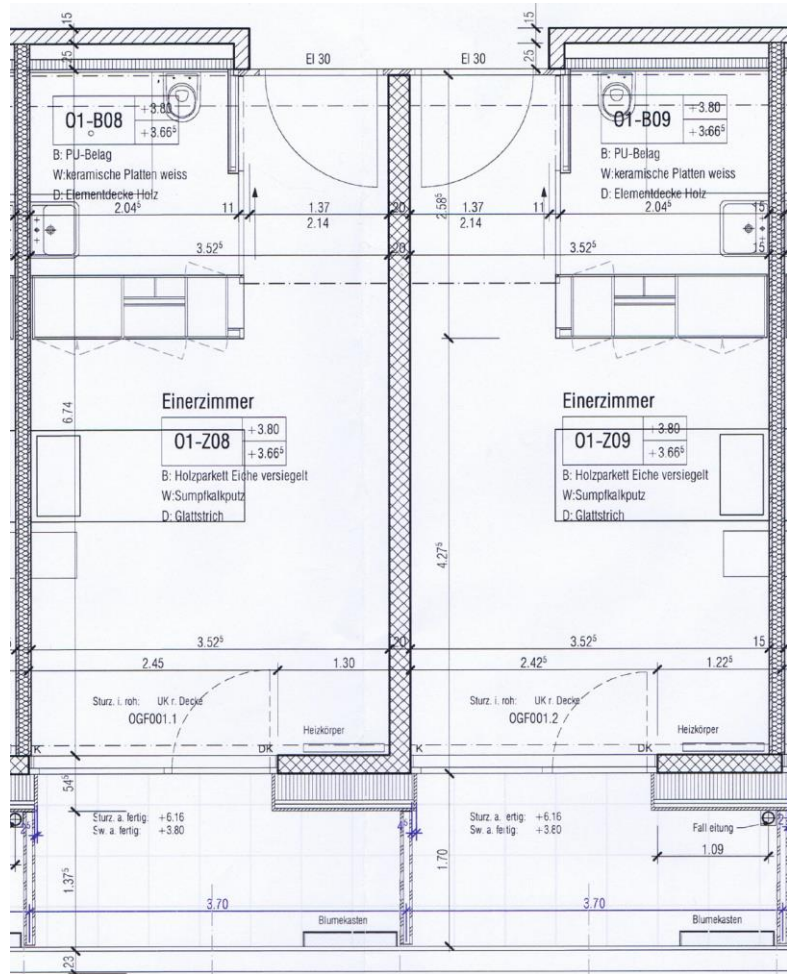 15
15
25
25
EI 30
EI 30
01-B08
+3.80
+3.66⁵
B: PU-Belag
W:keramische Platten weiss
D: Elementdecke Holz
01-B09
+3.80
+3.66⁵
B: PU-Belag
W:keramische Platten weiss
D: Elementdecke Holz
2.04⁵
11
1.37
20
1.37
11
2.04⁵
15
2.14
2.58⁵
2.14
3.52⁵
20
3.52⁵
15
6.74
Einerzimmer
01-Z08
+3.80
+3.66⁵
B: Holzparkett Eiche versiegelt
W:Sumpfkalkputz
D: Glattstrich
Einerzimmer
01-Z09
+3.80
+3.66⁵
B: Holzparkett Eiche versiegelt
W:Sumpfkalkputz
D: Glattstrich
4.27⁵
3.52⁵
20
3.52⁵
15
2.45
1.30
2.42⁵
1.22⁵
Sturz. i. roh: UK r. Decke
OGF001.1
Heizkörper
Sturz. i. roh: UK r. Decke
OGF001.2
Heizkörper
K
DK
K
DK
54⁵
Sturz. a. fertig: +6.16
Sw. a. fertig: +3.80
Sturz. a. fertig: +6.16
Sw. a. fertig: +3.80
Fall eitung
1.09
1.70
1.37⁵
3.70
3.70
Blumekasten
Blumekasten
23